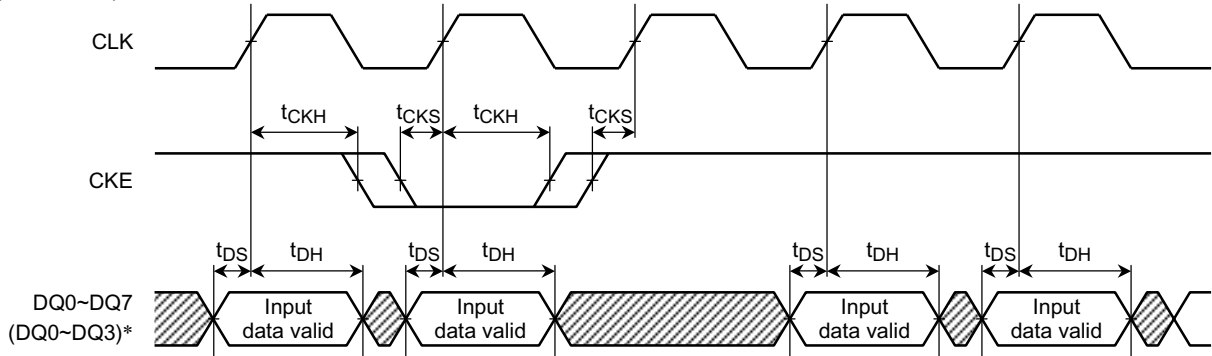 CLK
tCKH tCKS tCKH tCKS
CKE
tDS tDH tDS tDH tDS tDH tDS tDH
DQ0~DQ7
(DQ0~DQ3)*
Input
data valid
Input
data valid
Input
data valid
Input
data valid